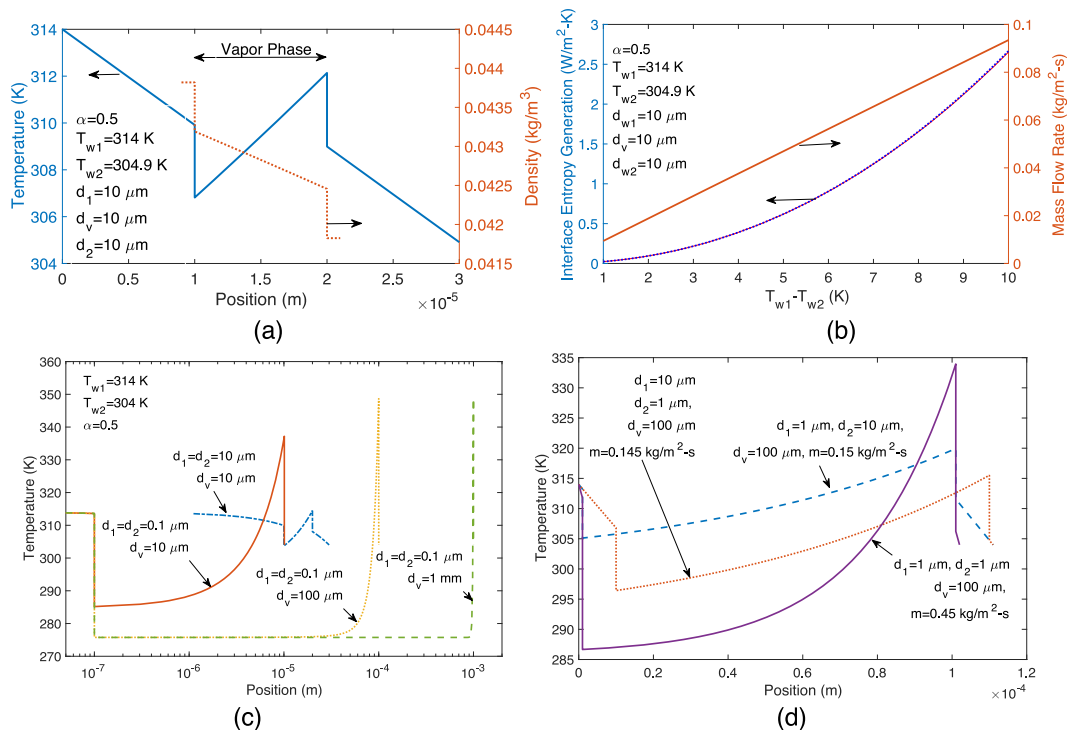 314
312
310
308
306
304
Temperature (K)
0 0.5 1 1.5 2 2.5 3
Position (m)
×10⁻⁵
0.0445
0.044
0.0435
0.043
0.0425
0.042
0.0415
Density (kg/m³)
Vapor Phase
α=0.5
T_w1=314 K
T_w2=304.9 K
d_1=10 μm
d_v=10 μm
d_2=10 μm
(a)
3
2.5
2
1.5
1
0.5
0
Interface Entropy Generation (W/m²-K)
1 2 3 4 5 6 7 8 9 10
T_w1-T_w2 (K)
0.1
0.08
0.06
0.04
0.02
0
Mass Flow Rate (kg/m²-s)
α=0.5
T_w1=314 K
T_w2=304.9 K
d_w1=10 μm
d_v=10 μm
d_w2=10 μm
(b)
360
350
340
330
320
310
300
290
280
270
Temperature (K)
10⁻⁷ 10⁻⁶ 10⁻⁵ 10⁻⁴ 10⁻³
Position (m)
T_w1=314 K
T_w2=304 K
α=0.5
d_1=d_2=10 μm
d_v=10 μm
d_1=d_2=0.1 μm
d_v=10 μm
d_1=d_2=0.1 μm
d_v=100 μm
d_1=d_2=0.1 μm
d_v=1 mm
(c)
335
330
325
320
315
310
305
300
295
290
285
Temperature (K)
0.0 0.2 0.4 0.6 0.8 1 1.2
Position (m)
×10⁻⁴
d_1=10 μm
d_2=1 μm,
d_v=100 μm
m=0.145 kg/m²-s
d_1=1 μm, d_2=10 μm,
d_v=100 μm, m=0.15 kg/m²-s
d_1=1 μm, d_2=1 μm
d_v=100 μm,
m=0.45 kg/m²-s
(d)